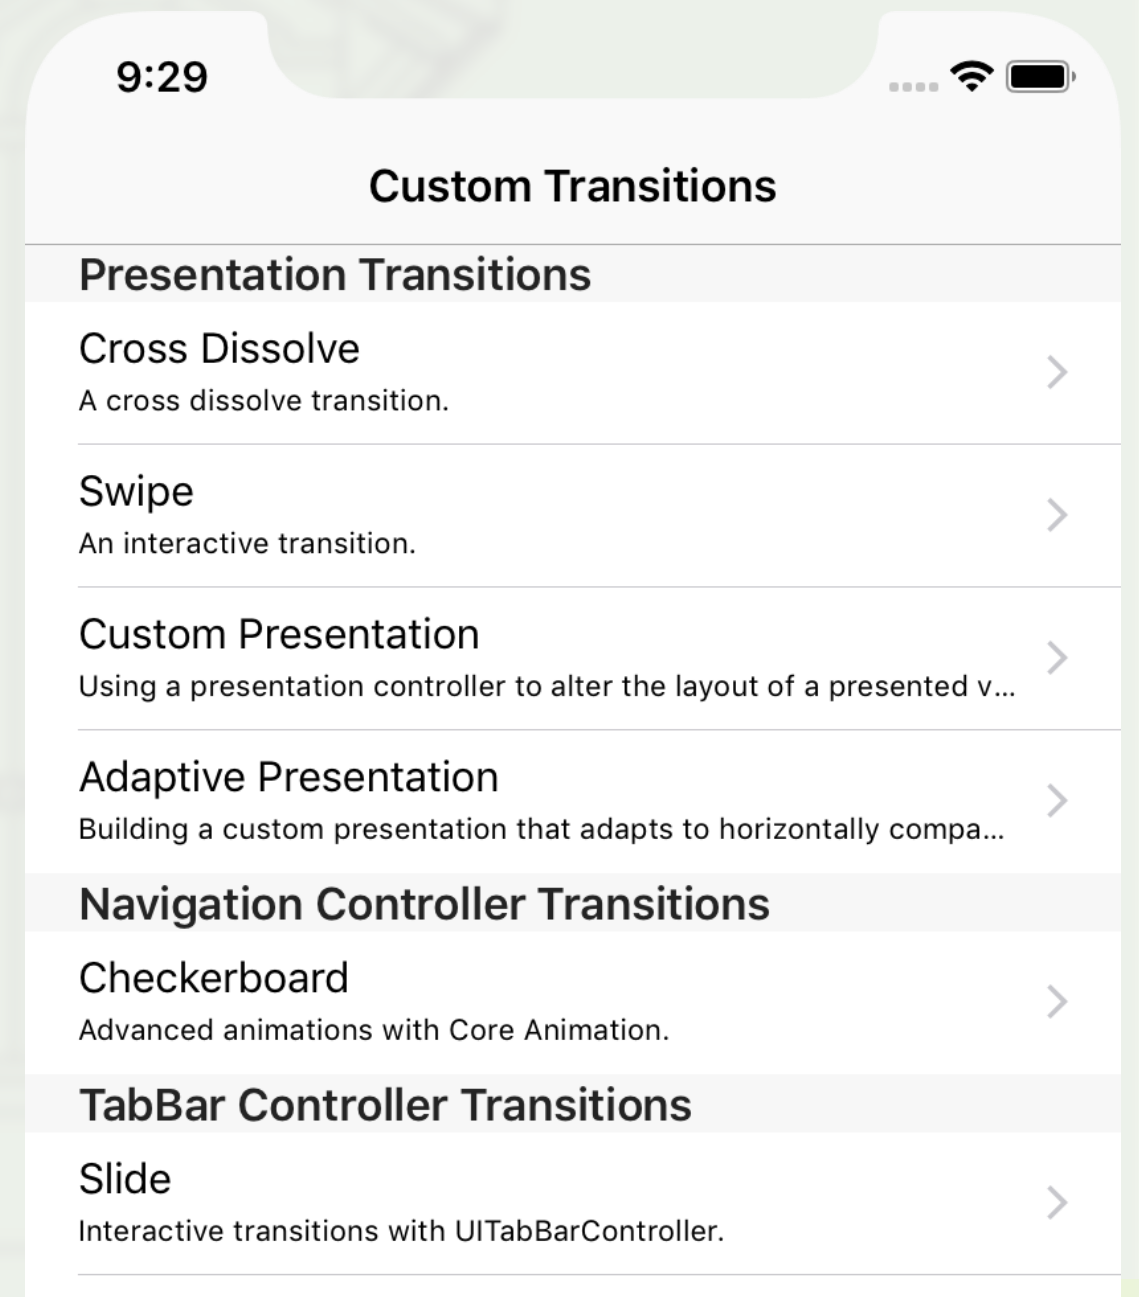 9:29
Custom Transitions
Presentation Transitions
Cross Dissolve
A cross dissolve transition.
Swipe
An interactive transition.
Custom Presentation
Using a presentation controller to alter the layout of a presented v...
Adaptive Presentation
Building a custom presentation that adapts to horizontally compa...
Navigation Controller Transitions
Checkerboard
Advanced animations with Core Animation.
TabBar Controller Transitions
Slide
Interactive transitions with UITabBarController.